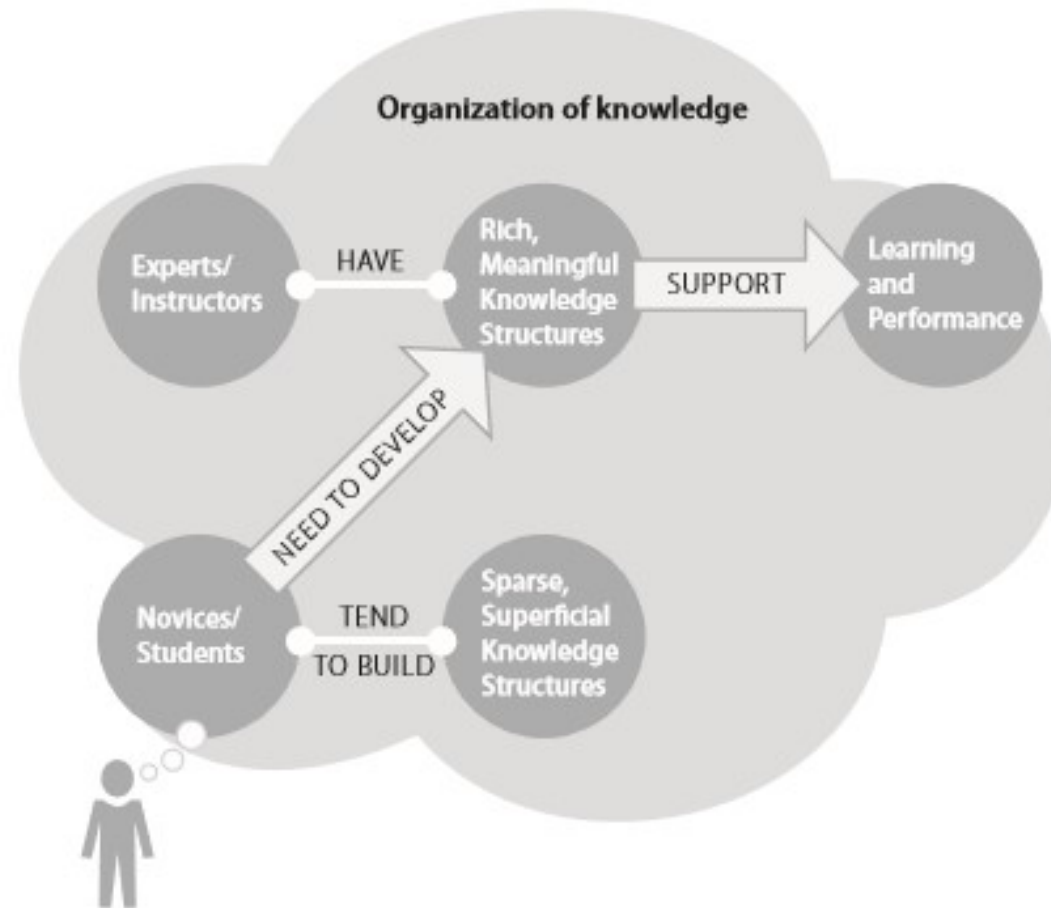 Organization of knowledge
Experts/
Instructors
HAVE
Rich,
Meaningful
Knowledge
Structures
SUPPORT
Learning
and
Performance
NEED TO DEVELOP
Novices/
Students
TEND
TO BUILD
Sparse,
Superficial
Knowledge
Structures